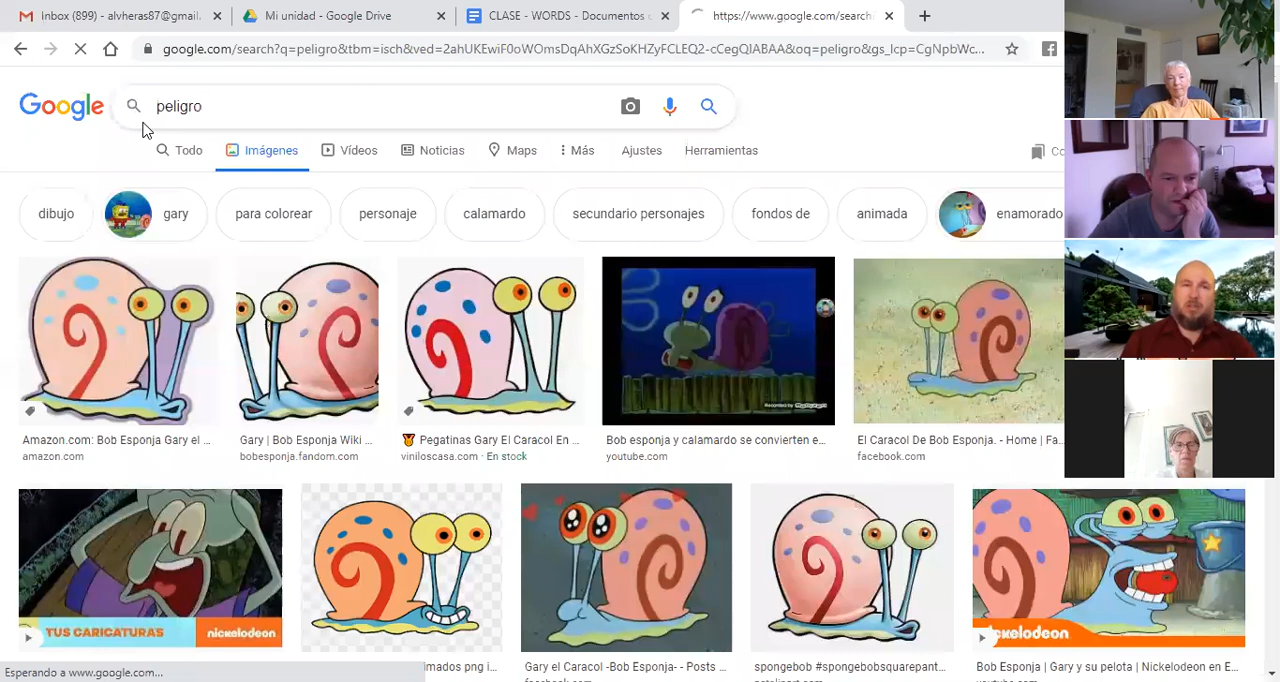 Inbox (899) - alvheras87@gmail.
Mi unidad - Google Drive
CLASE - WORDS - Documentos
https://www.google.com/search
google.com/search?q=peligro&tbm=isch&ved=2ahUKEwiF0oWOmsDqAhXGzSoKHZyFCLEQ2-cCegQIABAA&oq=peligro&gs_lcp=CgNpbWc...
Google
peligro
Todo
Imágenes
Vídeos
Noticias
Maps
Más
Ajustes
Herramientas
dibujo
gary
para colorear
personaje
calamardo
secundario personajes
fondos de
animada
enamorado
Amazon.com: Bob Esponja Gary el ...
amazon.com
Gary | Bob Esponja Wiki ...
bobesponja.fandom.com
Pegatinas Gary El Caracol En ...
viniloscasa.com · En stock
Bob esponja y calamardo se convierten e...
youtube.com
El Caracol De Bob Esponja. - Home | Fa...
facebook.com
TUS CARICATURAS
nickelodeon
nickelodeon
Esperando a www.google.com...
imados png i...
Gary el Caracol -Bob Esponja- - Posts ...
facebook.com
spongebob #spongebobsquarepant...
Bob Esponja | Gary y su pelota | Nickelodeon en E...
youtube.com